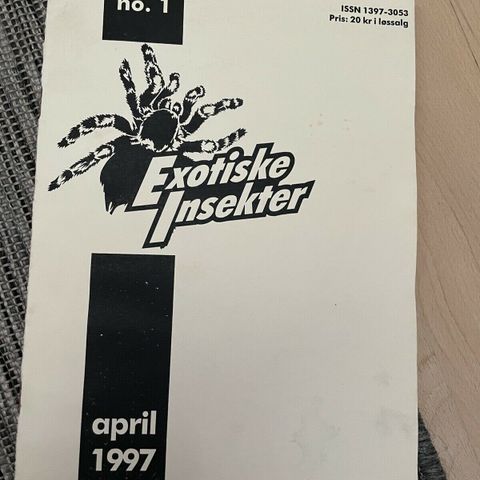 no. 1
ISSN 1397-3053
Pris: 20 kr i løssalg
Exotiske
Insekter
april
1997